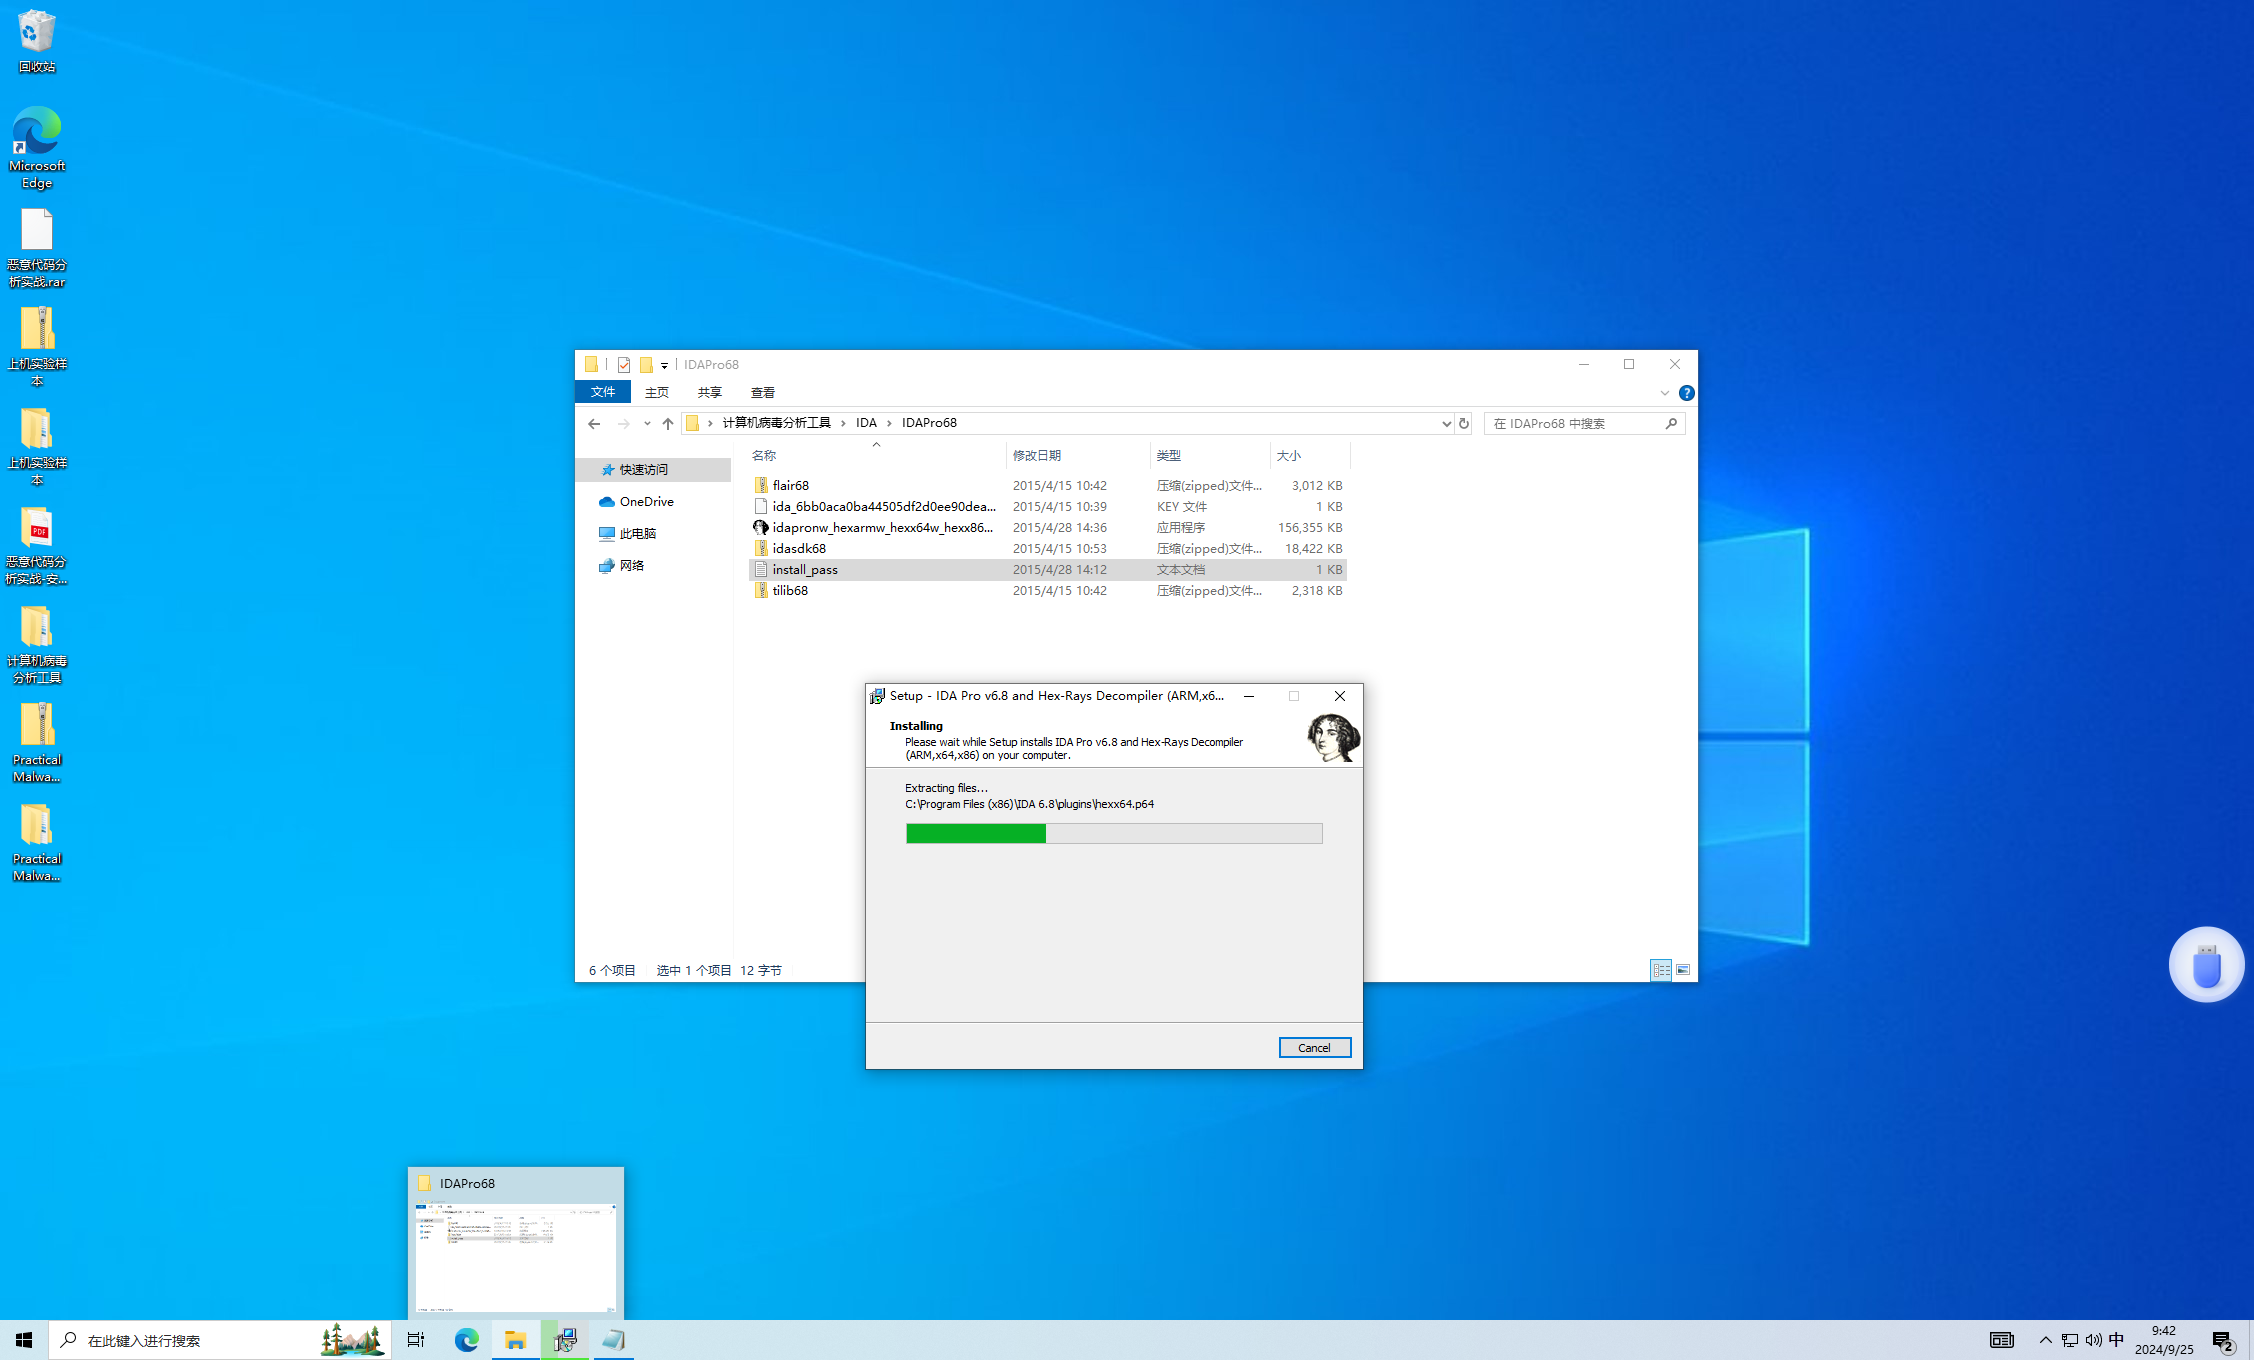 回收站
Microsoft
Edge
恶意代码分
析实战.rar
上机实验样
本
上机实验样
本
恶意代码分
析实战-安...
计算机病毒
分析工具
Practical
Malwa...
Practical
Malwa...
IDAPro68
文件 主页 共享 查看
计算机病毒分析工具 › IDA › IDAPro68
在 IDAPro68 中搜索
快速访问
OneDrive
此电脑
网络
名称 修改日期 类型 大小
flair68 2015/4/15 10:42 压缩(zipped)文件... 3,012 KB
ida_6bb0aca0ba44505df2d0ee90dea... 2015/4/15 10:39 KEY 文件 1 KB
idapronw_hexarmw_hexx64w_hexx86... 2015/4/28 14:36 应用程序 156,355 KB
idasdk68 2015/4/15 10:53 压缩(zipped)文件... 18,422 KB
install_pass 2015/4/28 14:12 文本文档 1 KB
tilib68 2015/4/15 10:42 压缩(zipped)文件... 2,318 KB
6 个项目 选中 1 个项目 12 字节
Setup - IDA Pro v6.8 and Hex-Rays Decompiler (ARM,x6...
Installing
Please wait while Setup installs IDA Pro v6.8 and Hex-Rays Decompiler
(ARM,x64,x86) on your computer.
Extracting files...
C:\Program Files (x86)\IDA 6.8\plugins\hexx64.p64
Cancel
IDAPro68
在此键入进行搜索
中
9:42
2024/9/25
2
PDF